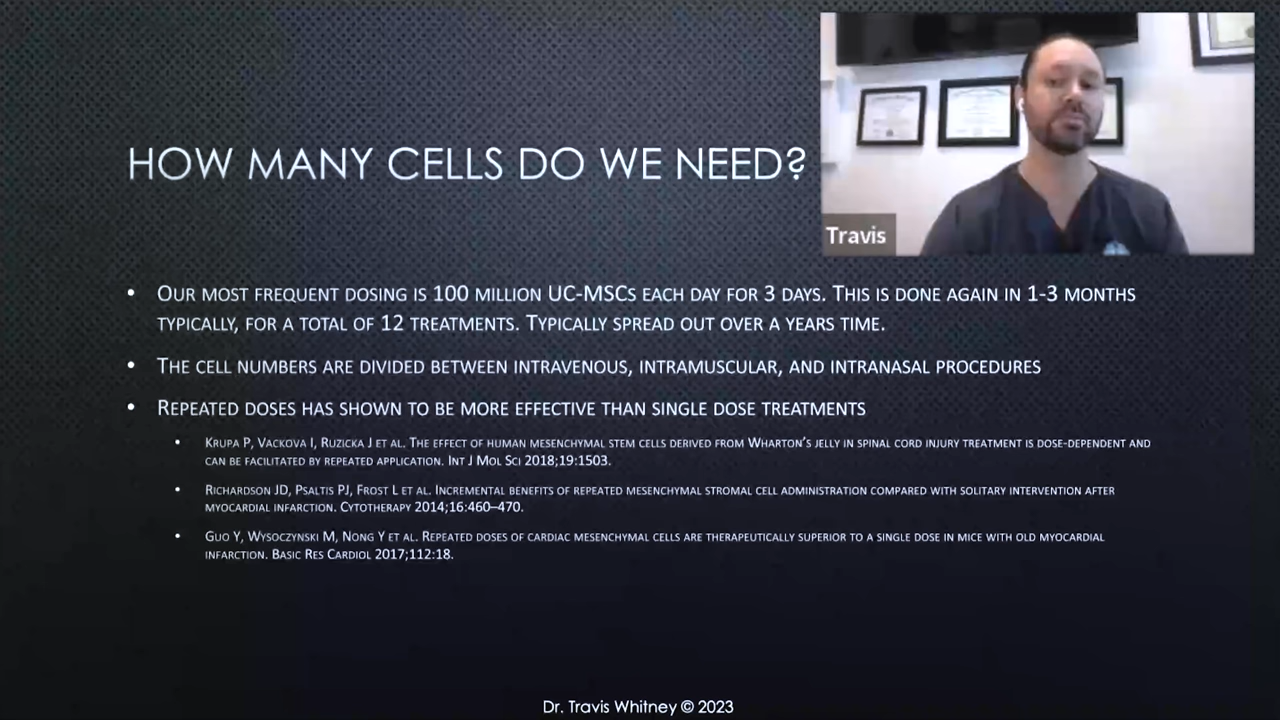 HOW MANY CELLS DO WE NEED?
Travis
• OUR MOST FREQUENT DOSING IS 100 MILLION UC-MSCS EACH DAY FOR 3 DAYS. THIS IS DONE AGAIN IN 1-3 MONTHS
TYPICALLY, FOR A TOTAL OF 12 TREATMENTS. TYPICALLY SPREAD OUT OVER A YEARS TIME.
• THE CELL NUMBERS ARE DIVIDED BETWEEN INTRAVENOUS, INTRAMUSCULAR, AND INTRANASAL PROCEDURES
• REPEATED DOSES HAS SHOWN TO BE MORE EFFECTIVE THAN SINGLE DOSE TREATMENTS
• KRUPA P, VACKOVA I, RUZICKA J ET AL. THE EFFECT OF HUMAN MESENCHYMAL STEM CELLS DERIVED FROM WHARTON'S JELLY IN SPINAL CORD INJURY TREATMENT IS DOSE-DEPENDENT AND
CAN BE FACILITATED BY REPEATED APPLICATION. INT J MOL SCI 2018;19:1503.
• RICHARDSON JD, PSALTIS PJ, FROST L ET AL. INCREMENTAL BENEFITS OF REPEATED MESENCHYMAL STROMAL CELL ADMINISTRATION COMPARED WITH SOLITARY INTERVENTION AFTER
MYOCARDIAL INFARCTION. CYTOTHERAPY 2014;16:460–470.
• GUO Y, WYSOCZYNSKI M, NONG Y ET AL. REPEATED DOSES OF CARDIAC MESENCHYMAL CELLS ARE THERAPEUTICALLY SUPERIOR TO A SINGLE DOSE IN MICE WITH OLD MYOCARDIAL
INFARCTION. BASIC RES CARDIOL 2017;112:18.
Dr. Travis Whitney © 2023